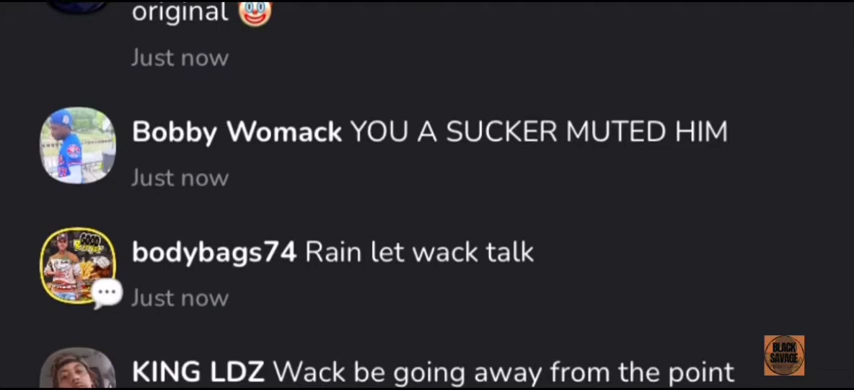 original 🤡
Just now
Bobby Womack YOU A SUCKER MUTED HIM
Just now
bodybags74 Rain let wack talk
Just now
KING LDZ Wack be going away from the point
BLACK
SAVAGE